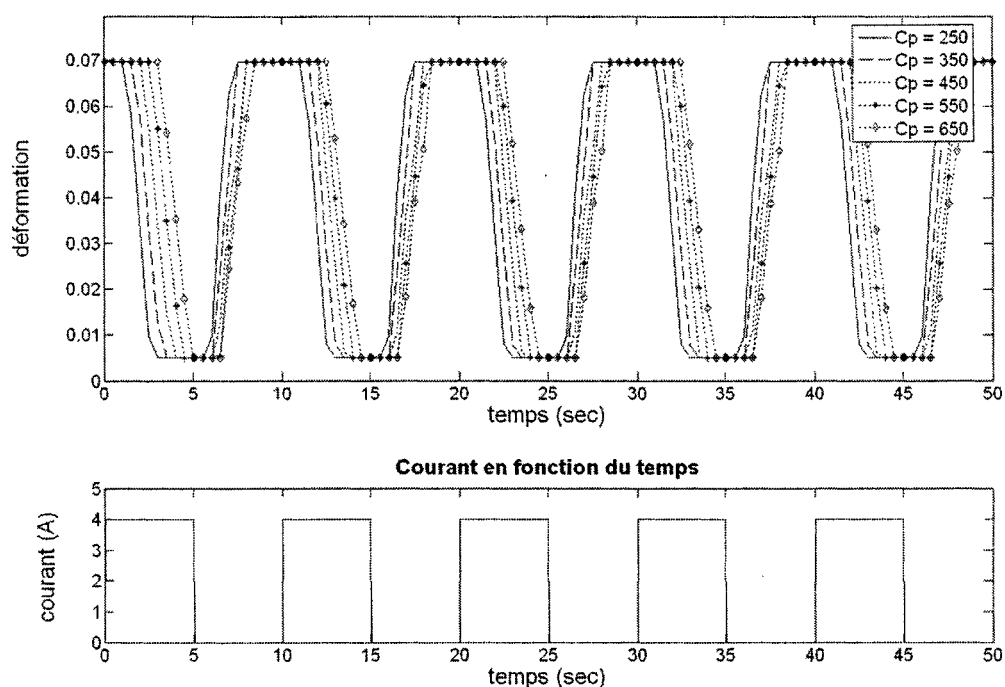 0.07
0.06
0.05
0.04
0.03
0.02
0.01
0
déformation
Cp = 250
Cp = 350
Cp = 450
Cp = 550
Cp = 650
0 5 10 15 20 25 30 35 40 45 50
temps (sec)
Courant en fonction du temps
5
4
3
2
1
0
courant (A)
0 5 10 15 20 25 30 35 40 45 50
temps (sec)